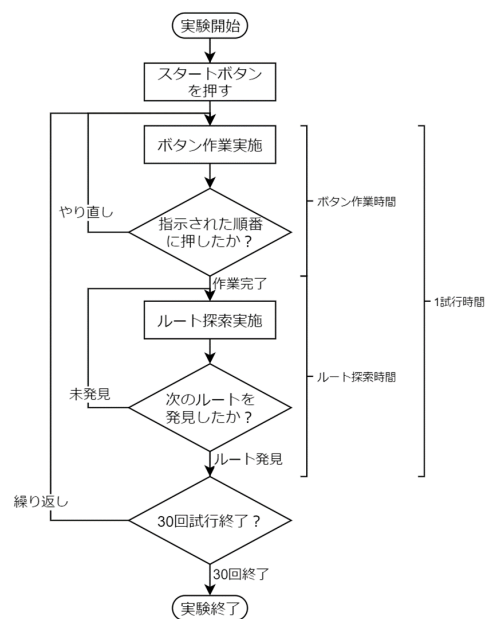 実験開始
スタートボタン
を押す
ボタン作業実施
ボタン作業時間
やり直し
指示された順番
に押したか？
作業完了
1試行時間
ルート探索実施
ルート探索時間
未発見
次のルートを
発見したか？
ルート発見
繰り返し
30回試行終了？
30回終了
実験終了